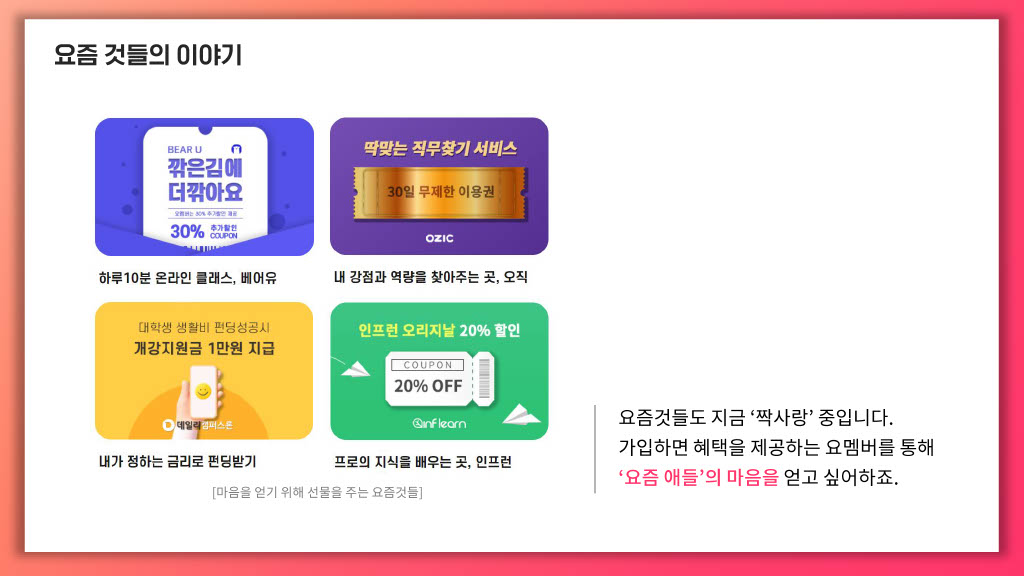 요즘 것들의 이야기
BEAR U
깎은김에
더깎아요
요멤버는 30% 추가할인 제공
30% 추가할인
COUPON
딱맞는 직무찾기 서비스
30일 무제한 이용권
OZIC
하루10분 온라인 클래스, 베어유
내 강점과 역량을 찾아주는 곳, 오직
대학생 생활비 펀딩성공시
개강지원금 1만원 지급
데일리캠퍼스론
인프런 오리지날 20% 할인
COUPON
20% OFF
inflearn
내가 정하는 금리로 펀딩받기
프로의 지식을 배우는 곳, 인프런
[마음을 얻기 위해 선물을 주는 요즘것들]
요즘것들도 지금 ‘짝사랑’ 중입니다.
가입하면 혜택을 제공하는 요멤버를 통해
‘요즘 애들’의 마음을 얻고 싶어하죠.